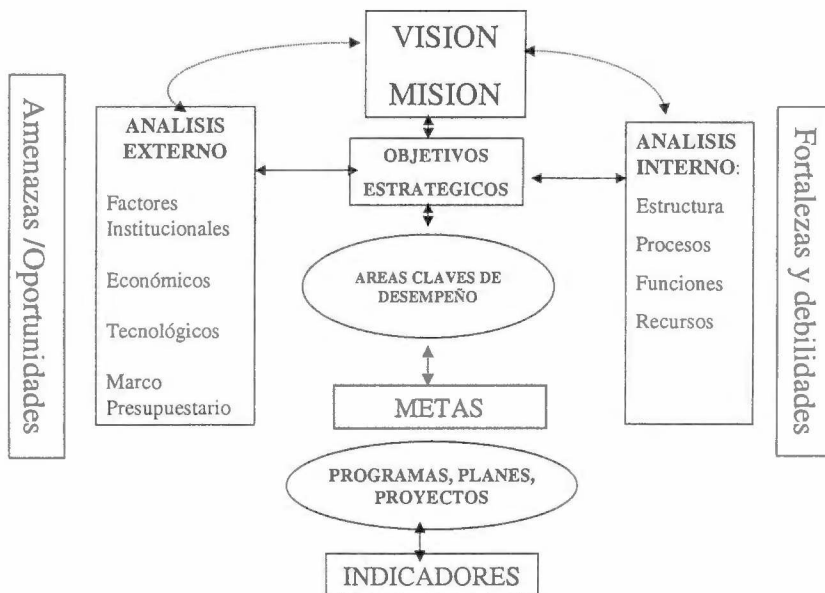 VISION
MISION
Amenazas /Oportunidades
ANALISIS
EXTERNO
Factores
Institucionales
Económicos
Tecnológicos
Marco
Presupuestario
OBJETIVOS
ESTRATEGICOS
AREAS CLAVES DE
DESEMPEÑO
METAS
PROGRAMAS, PLANES,
PROYECTOS
INDICADORES
ANALISIS
INTERNO:
Estructura
Procesos
Funciones
Recursos
Fortalezas y debilidades